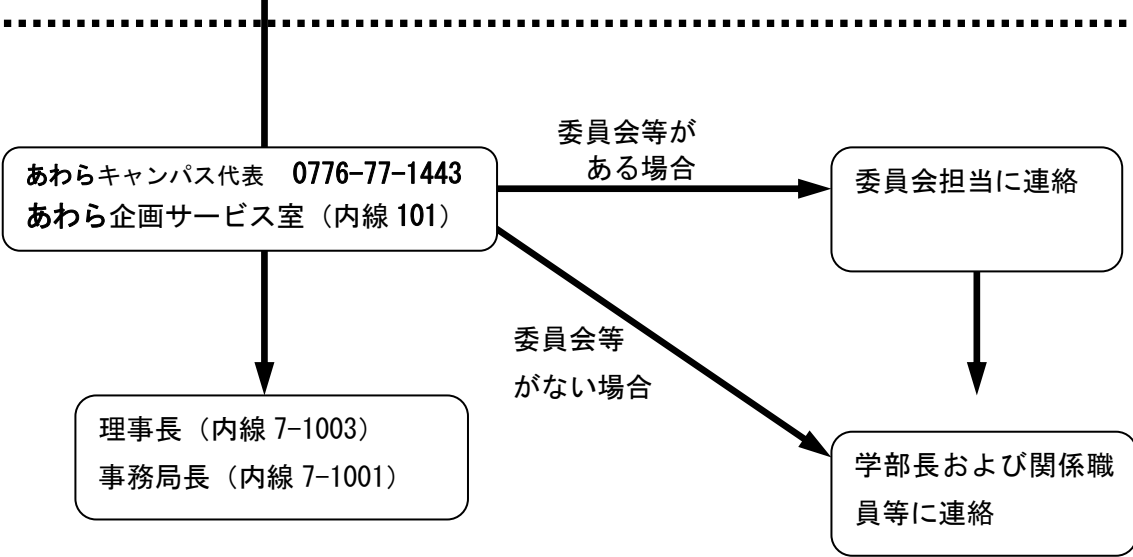 委員会等が
ある場合
あわらキャンパス代表　0776-77-1443
あわら企画サービス室（内線 101）
委員会担当に連絡
委員会等
がない場合
理事長（内線 7-1003）
事務局長（内線 7-1001）
学部長および関係職
員等に連絡